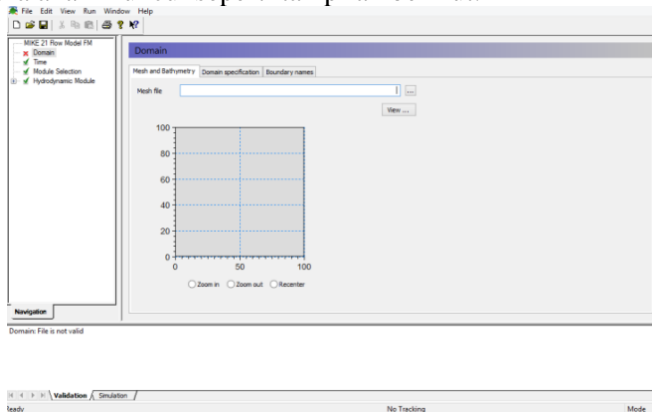 File Edit View Run Window Help
MIKE 21 Flow Model FM
Domain
Time
Module Selection
Hydrodynamic Module
Navigation
Domain
Mesh and Bathymetry Domain specification Boundary names
Mesh file
...
View ...
100
80
60
40
20
0
0 50 100
Zoom in Zoom out Recenter
Domain: File is not valid
Validation Simulation
Ready No Tracking Mode